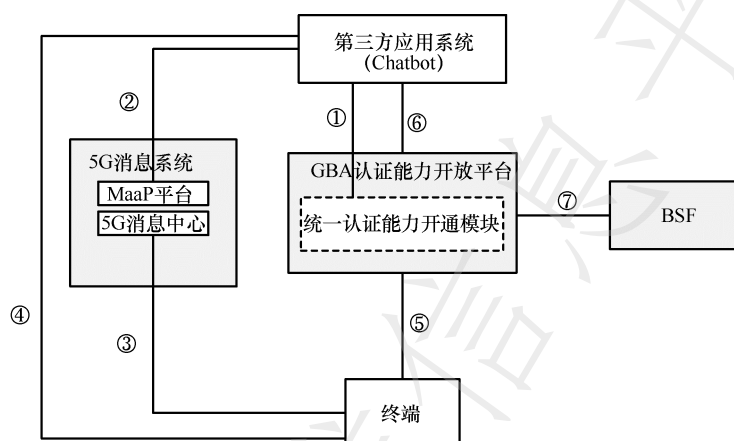 第三方应用系统
(Chatbot)
②
①
⑥
5G消息系统
MaaP平台
5G消息中心
GBA认证能力开放平台
统一认证能力开通模块
⑦
BSF
④
③
⑤
终端
信息平